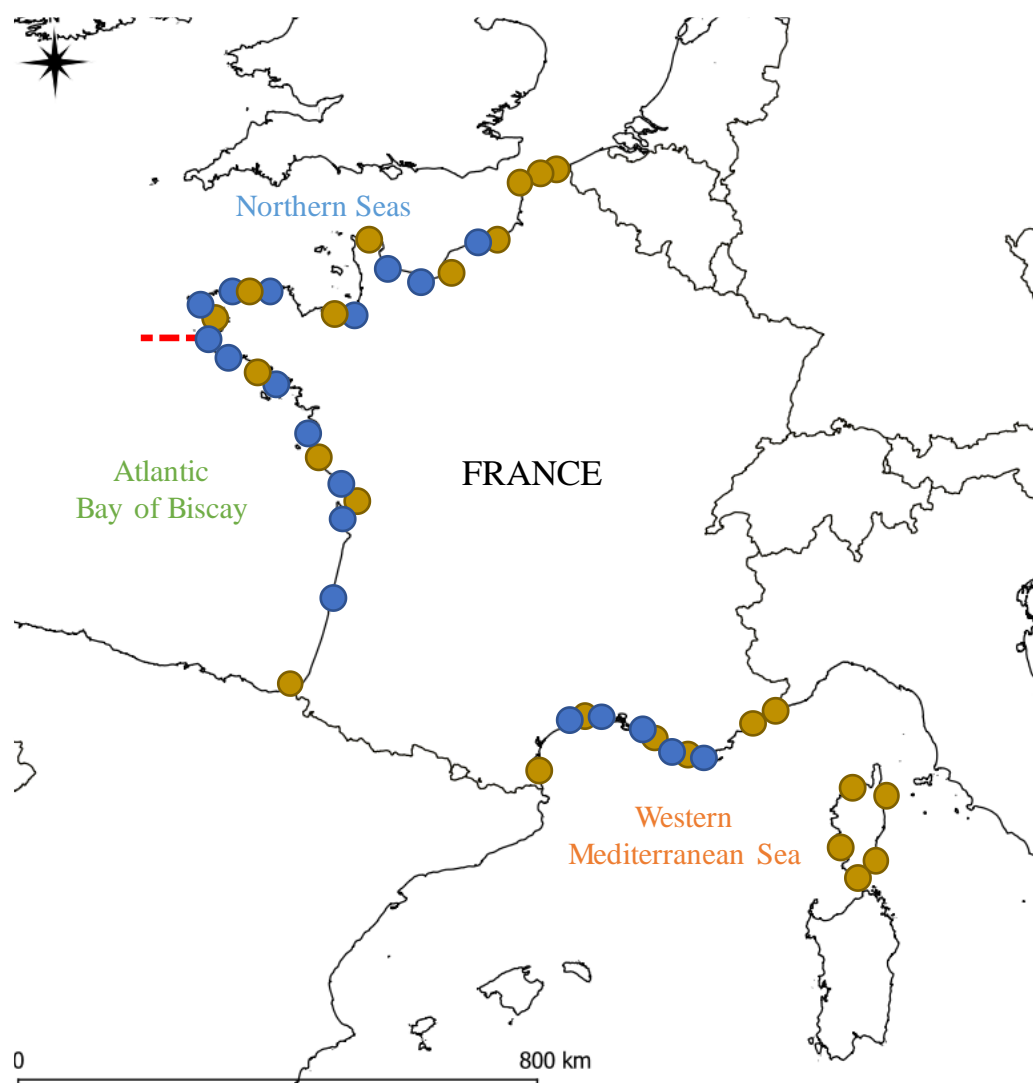 Northern Seas
FRANCE
Atlantic
Bay of Biscay
Western
Mediterranean Sea
0
800 km